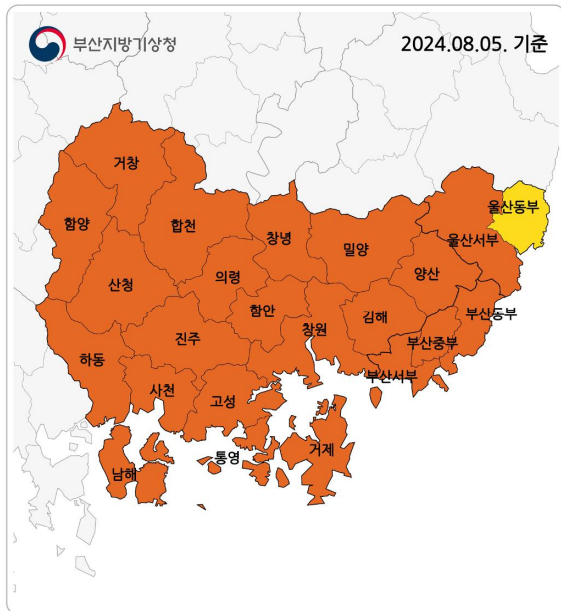 부산지방기상청
2024.08.05. 기준
거창
함양
합천
창녕
밀양
울산동부
울산서부
산청
의령
양산
함안
김해
부산동부
진주
창원
부산중부
하동
사천
고성
부산서부
거제
통영
남해